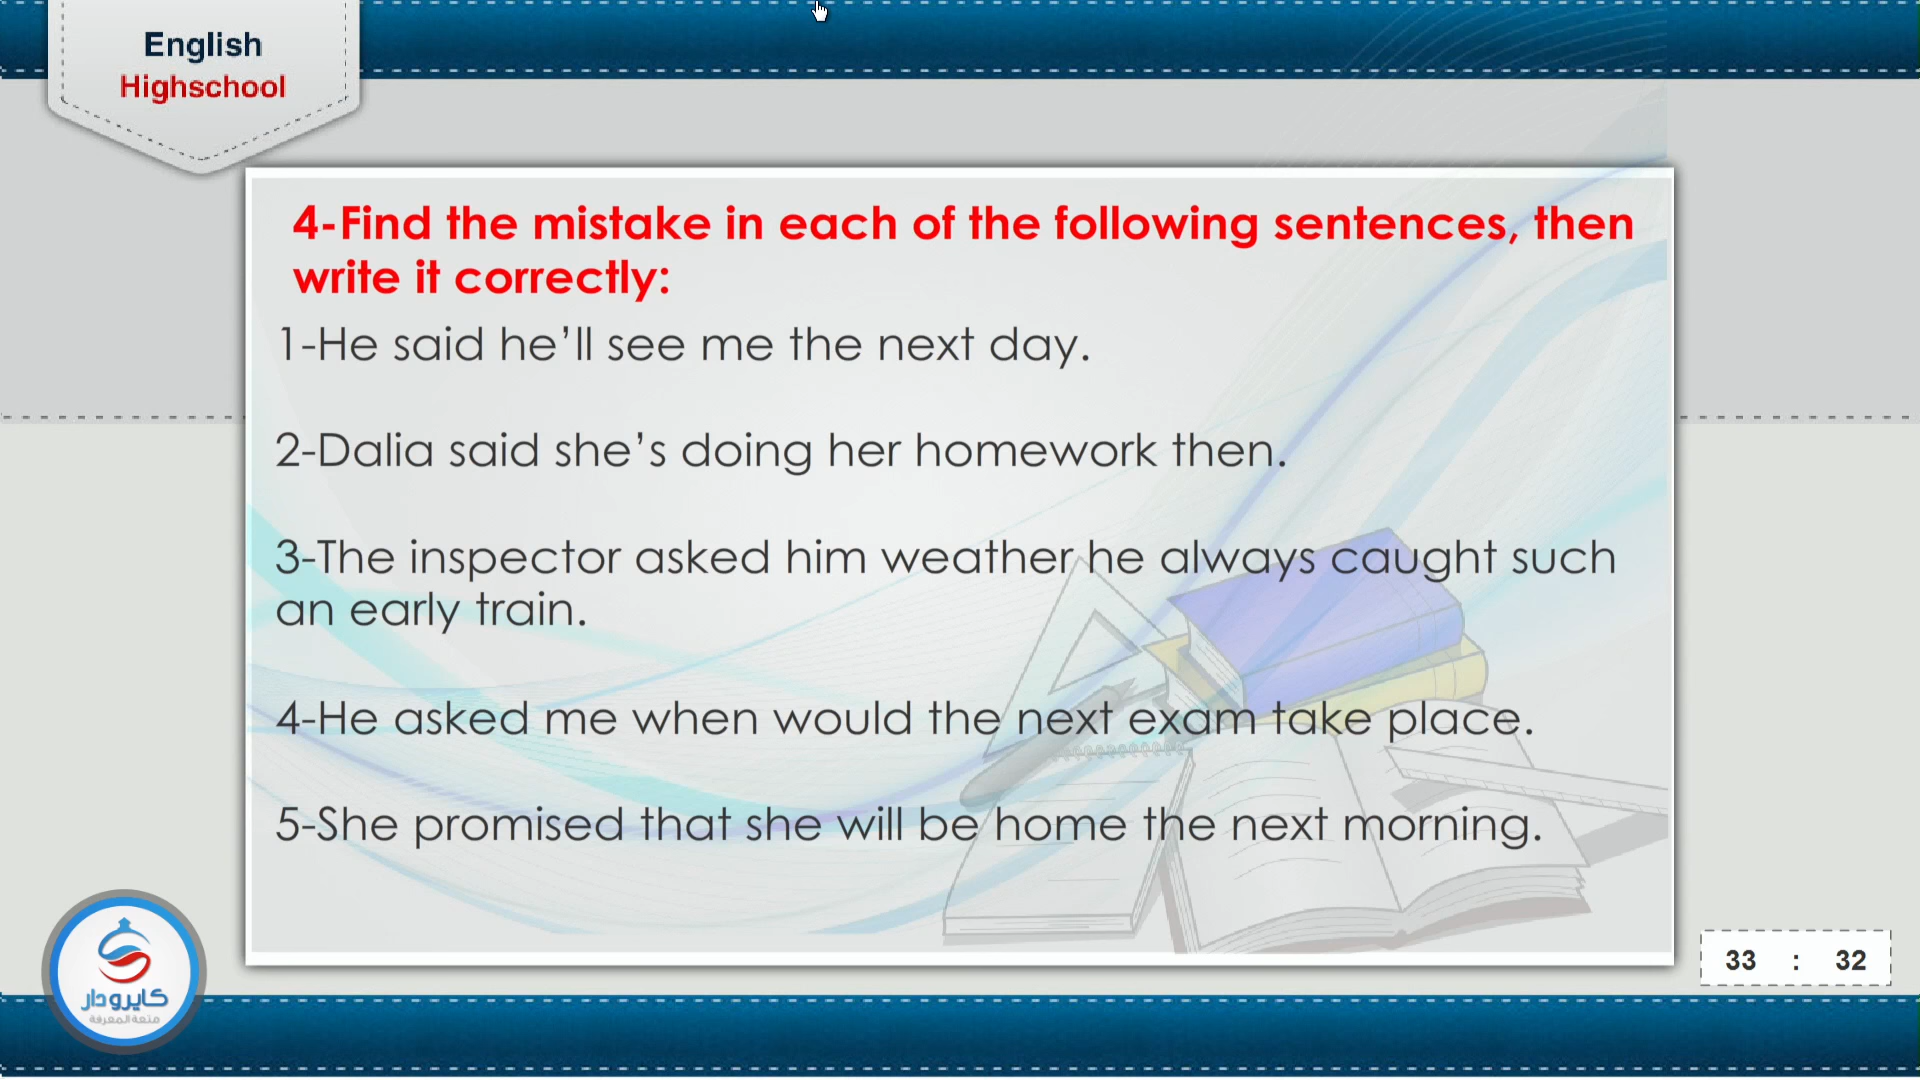 English
Highschool
4-Find the mistake in each of the following sentences, then
write it correctly:
1-He said he’ll see me the next day.
2-Dalia said she’s doing her homework then.
3-The inspector asked him weather he always caught such
an early train.
4-He asked me when would the next exam take place.
5-She promised that she will be home the next morning.
كايرودار
متعة المعرفة
33 : 32